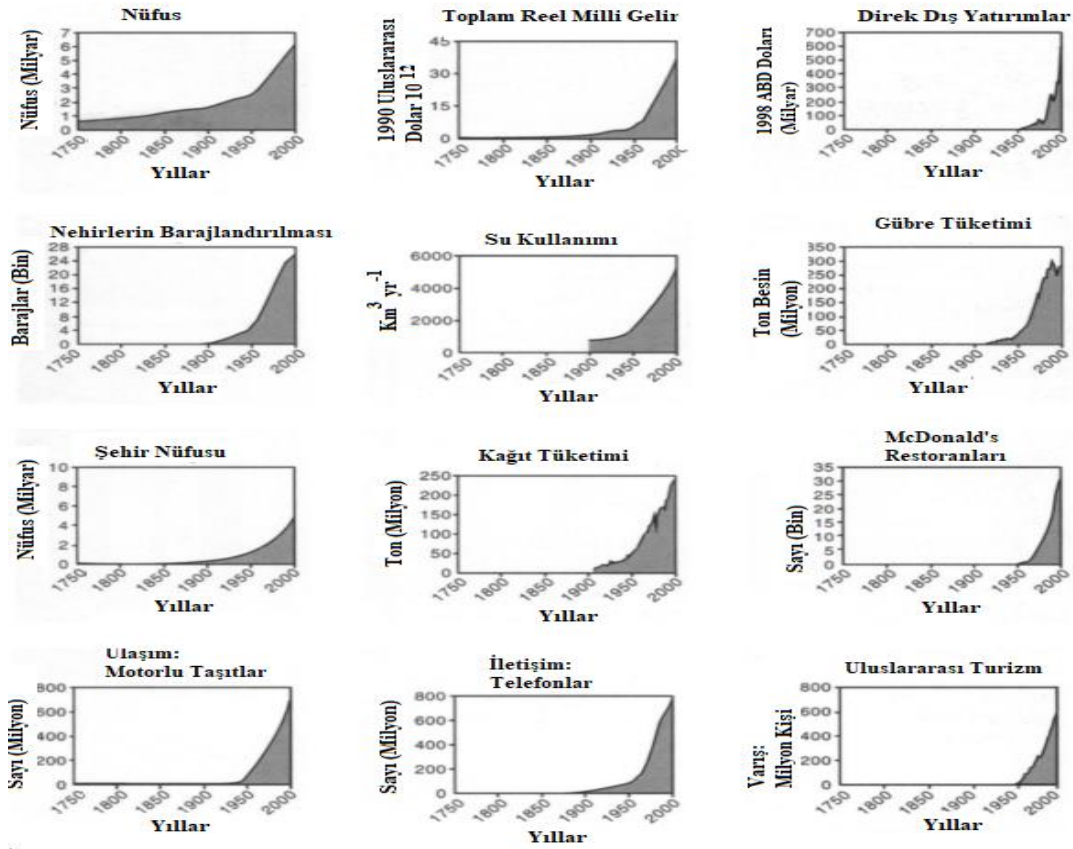 Nüfus
Nüfus (Milyar)
7
6
5
4
3
2
1
0
1750 1800 1850 1900 1950 2000
Yıllar
Toplam Reel Milli Gelir
1990 Uluslararası
Dolar 10 12
45
30
15
0
1750 1800 1850 1900 1950 200
Yıllar
Direk Dış Yatırımlar
1998 ABD Doları
(Milyar)
700
600
500
400
300
200
100
0
1750 1800 1850 1900 1950 2000
Yıllar
Nehirlerin Barajlandırılması
Barajlar (Bin)
28
24
20
16
12
8
4
0
1750 1800 1850 1900 1950 2000
Yıllar
Su Kullanımı
Km3 yr -1
6000
4000
2000
0
1750 1800 1850 1900 1950 2000
Yıllar
Gübre Tüketimi
Ton Besin
(Milyon)
350
300
250
200
150
100
50
0
1750 1800 1850 1900 1950 2000
Yıllar
Şehir Nüfusu
Nüfus (Milyar)
10
8
6
4
2
0
1750 1800 1850 1900 1950 2000
Yıllar
Kağıt Tüketimi
Ton (Milyon)
250
200
150
100
50
0
1750 1800 1850 1900 1950 2000
Yıllar
McDonald's
Restoranları
Sayı (Bin)
35
30
25
20
15
10
5
0
1750 1800 1850 1900 1950 2000
Yıllar
Ulaşım:
Motorlu Taşıtlar
Sayı (Milyon)
800
600
400
200
0
1750 1800 1850 1900 1950 2000
Yıllar
İletişim:
Telefonlar
Sayı (Milyon)
800
600
400
200
0
1750 1800 1850 1900 1950 2000
Yıllar
Uluslararası Turizm
Varış:
Milyon Kişi
800
600
400
200
0
1750 1800 1850 1900 1950 2000
Yıllar